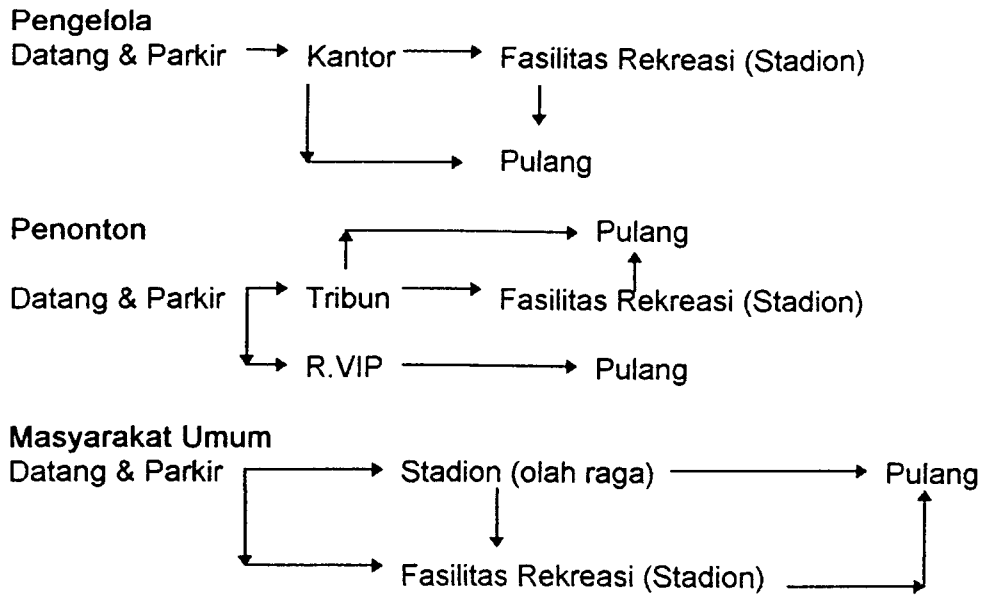 Pengelola
Datang & Parkir Kantor Fasilitas Rekreasi (Stadion)
Pulang
Penonton Pulang
Datang & Parkir Tribun Fasilitas Rekreasi (Stadion)
R.VIP Pulang
Masyarakat Umum
Datang & Parkir Stadion (olah raga) Pulang
Fasilitas Rekreasi (Stadion)